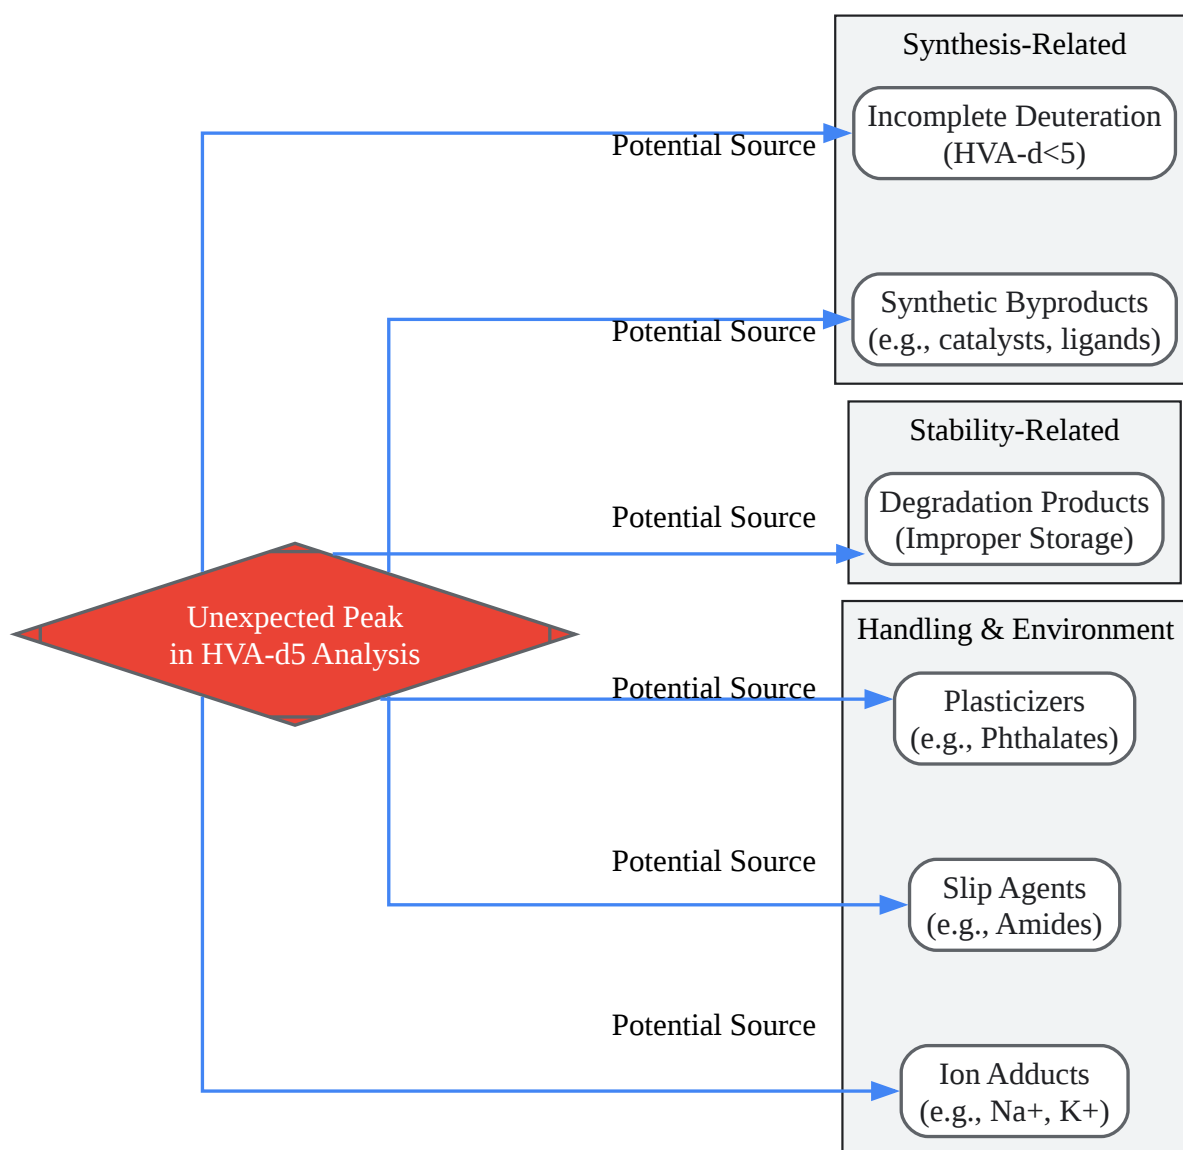 Synthesis-Related
Incomplete Deuteration
(HVA-d<5)
Potential Source
Synthetic Byproducts
(e.g., catalysts, ligands)
Potential Source
Stability-Related
Degradation Products
(Improper Storage)
Potential Source
Unexpected Peak
in HVA-d5 Analysis
Handling & Environment
Plasticizers
(e.g., Phthalates)
Potential Source
Slip Agents
(e.g., Amides)
Potential Source
Ion Adducts
(e.g., Na+, K+)
Potential Source